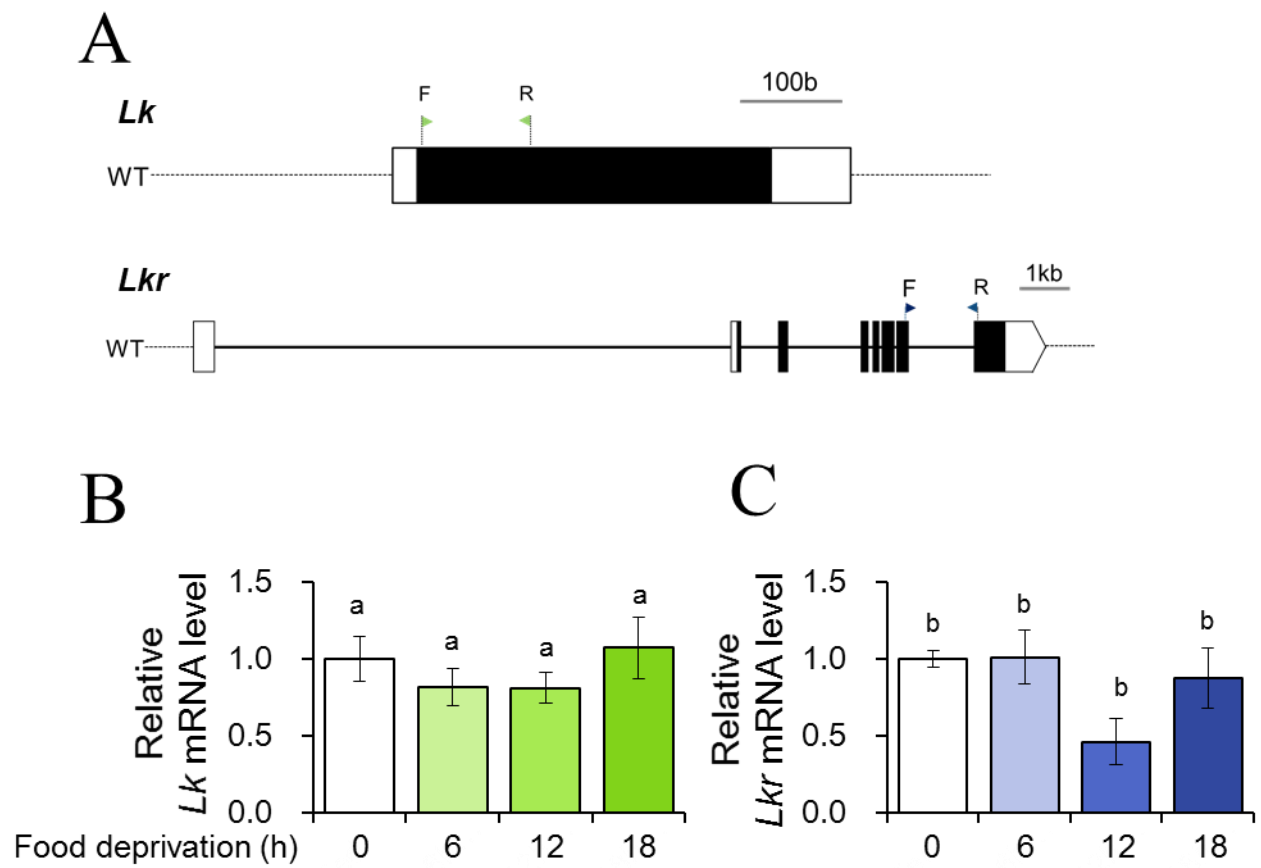 A
Lk
F
R
100b
WT
Lkr
F
R
1kb
WT
B
Relative
Lk mRNA level
1.5
1.0
0.5
0.0
a
a
a
a
Food deprivation (h)
0
6
12
18
C
Relative
Lkr mRNA level
1.5
1.0
0.5
0.0
b
b
b
b
0
6
12
18